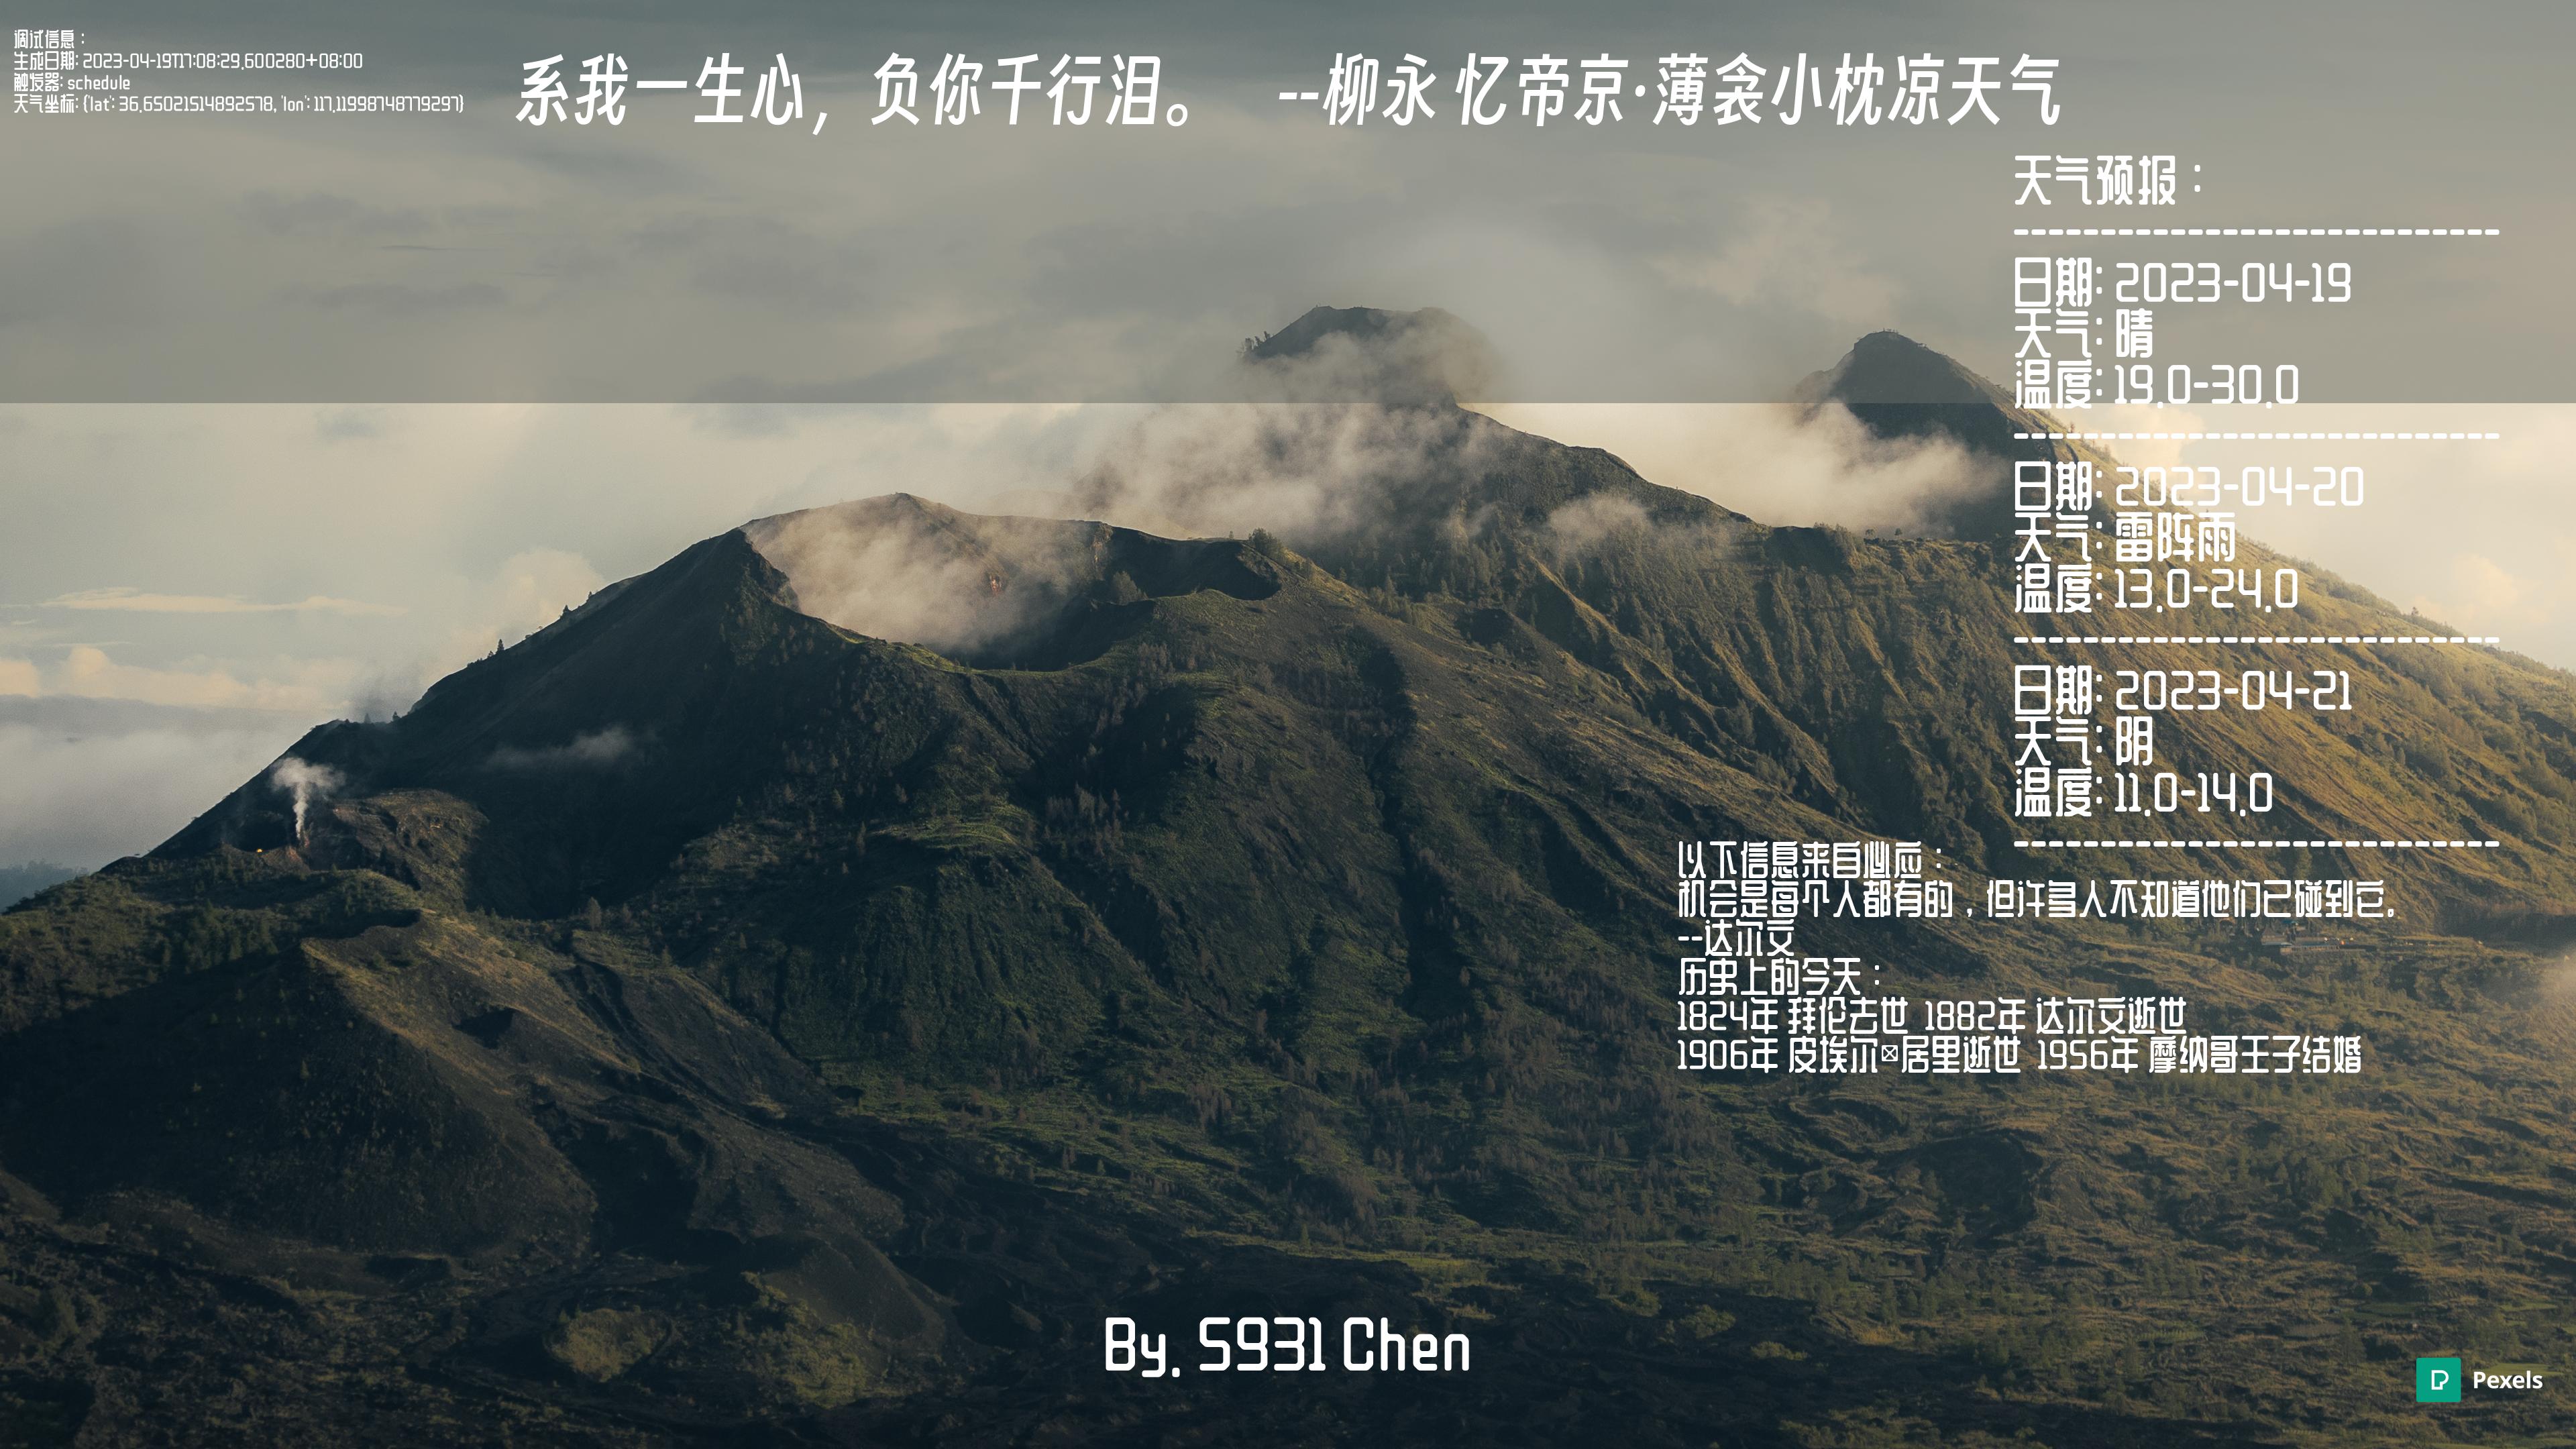 调试信息：
生成日期: 2023-04-19T17:08:29.600280+08:00
触发器: schedule
天气坐标: {'lat': 36.65021514892578, 'lon': 117.11998748779297}
系我一生心，负你千行泪。 --柳永 忆帝京·薄衾小枕凉天气
天气预报：
----------------------------
日期: 2023-04-19
天气: 晴
温度: 19.0-30.0
----------------------------
日期: 2023-04-20
天气: 雷阵雨
温度: 13.0-24.0
----------------------------
日期: 2023-04-21
天气: 阴
温度: 11.0-14.0
----------------------------
以下信息来自必应：
机会是每个人都有的，但许多人不知道他们已碰到它。
--达尔文
历史上的今天：
1824年 拜伦去世 1882年 达尔文逝世
1906年 皮埃尔☒居里逝世 1956年 摩纳哥王子结婚
By. S931 Chen
Pexels